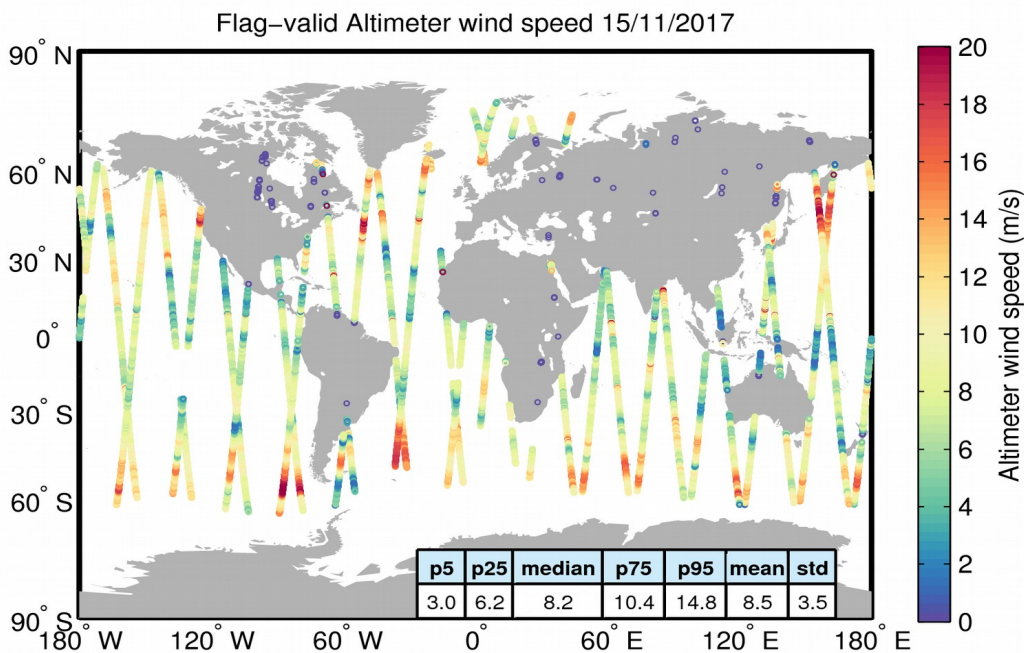 Flag−valid Altimeter wind speed 15/11/2017
90° N
60° N
30° N
0°
30° S
60° S
90° S
180° W
120° W
60° W
0°
60° E
120° E
180° E
p5 p25 median p75 p95 mean std
3.0 6.2 8.2 10.4 14.8 8.5 3.5
20
18
16
14
12
10
8
6
4
2
0
Altimeter wind speed (m/s)